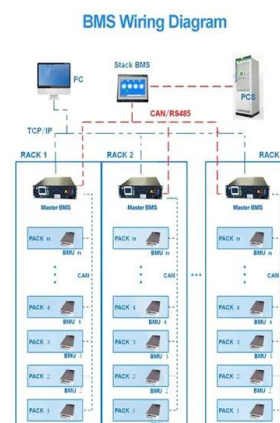 BMS Wiring Diagram
PC
Stack BMS
PCS
CAN/RS485
TCP/IP
RACK 1
RACK 2
RACK
Master BMS
Master BMS
Master BMS
PACK n
BMU n
PACK n
BMU n
PACK n
BMU n
CAN
CAN
CAN
PACK 4
BMU 4
PACK 4
BMU 4
PACK 4
BMU 4
PACK 3
BMU 3
PACK 3
BMU 3
PACK 3
BMU 3
PACK 2
BMU 2
PACK 2
BMU 2
PACK 2
BMU 2
PACK 1
PACK 1
PACK 1